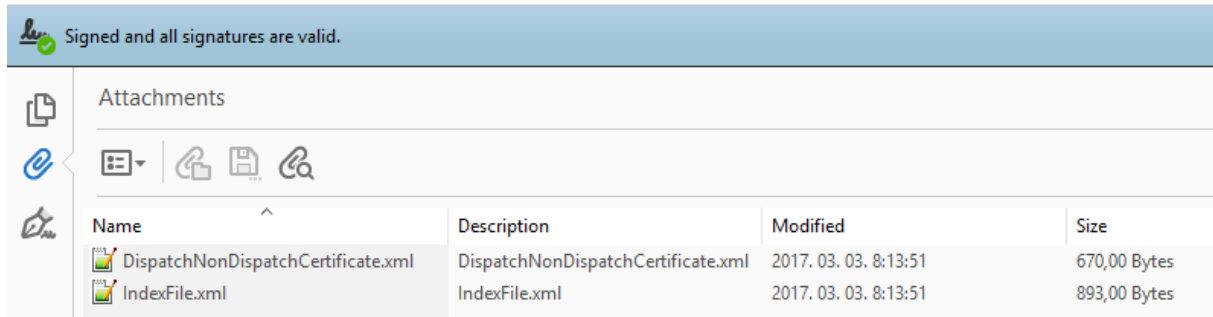 Signed and all signatures are valid.
Attachments
Name Description Modified Size
DispatchNonDispatchCertificate.xml DispatchNonDispatchCertificate.xml 2017. 03. 03. 8:13:51 670,00 Bytes
IndexFile.xml IndexFile.xml 2017. 03. 03. 8:13:51 893,00 Bytes